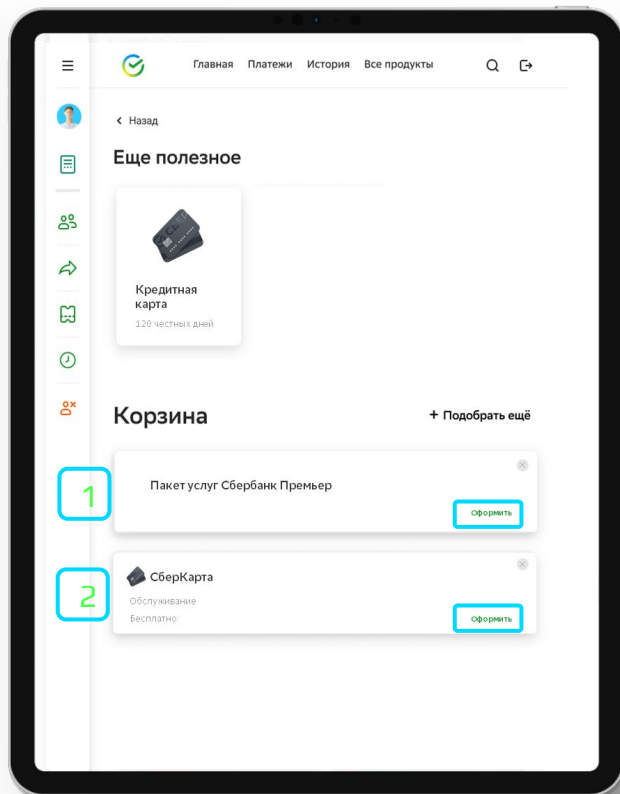 Главная Платежи История Все продукты
Назад
Еще полезное
Кредитная
карта
120 честных дней
Корзина
+ Подобрать ещё
1
Пакет услуг Сбербанк Премьер
Оформить
2
СберКарта
Обслуживание
Бесплатно
Оформить